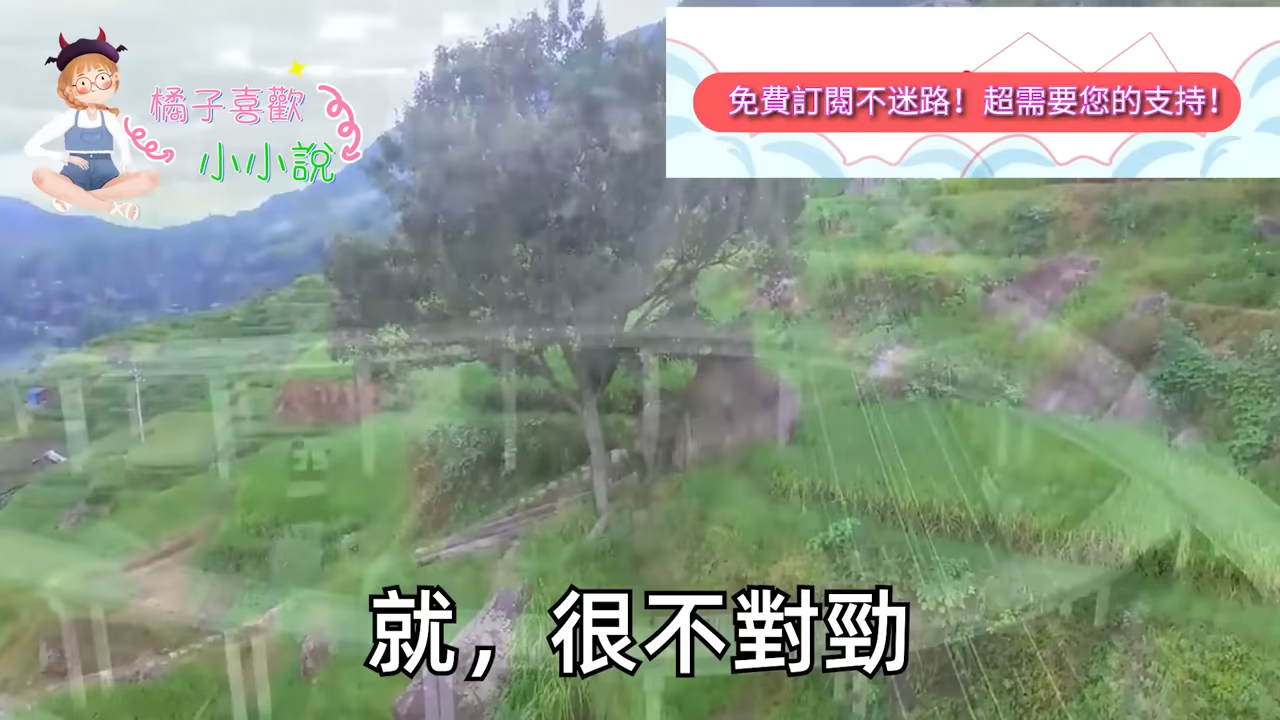 橘子喜歡
小小說
免費訂閱不迷路！超需要您的支持！
就，很不對勁